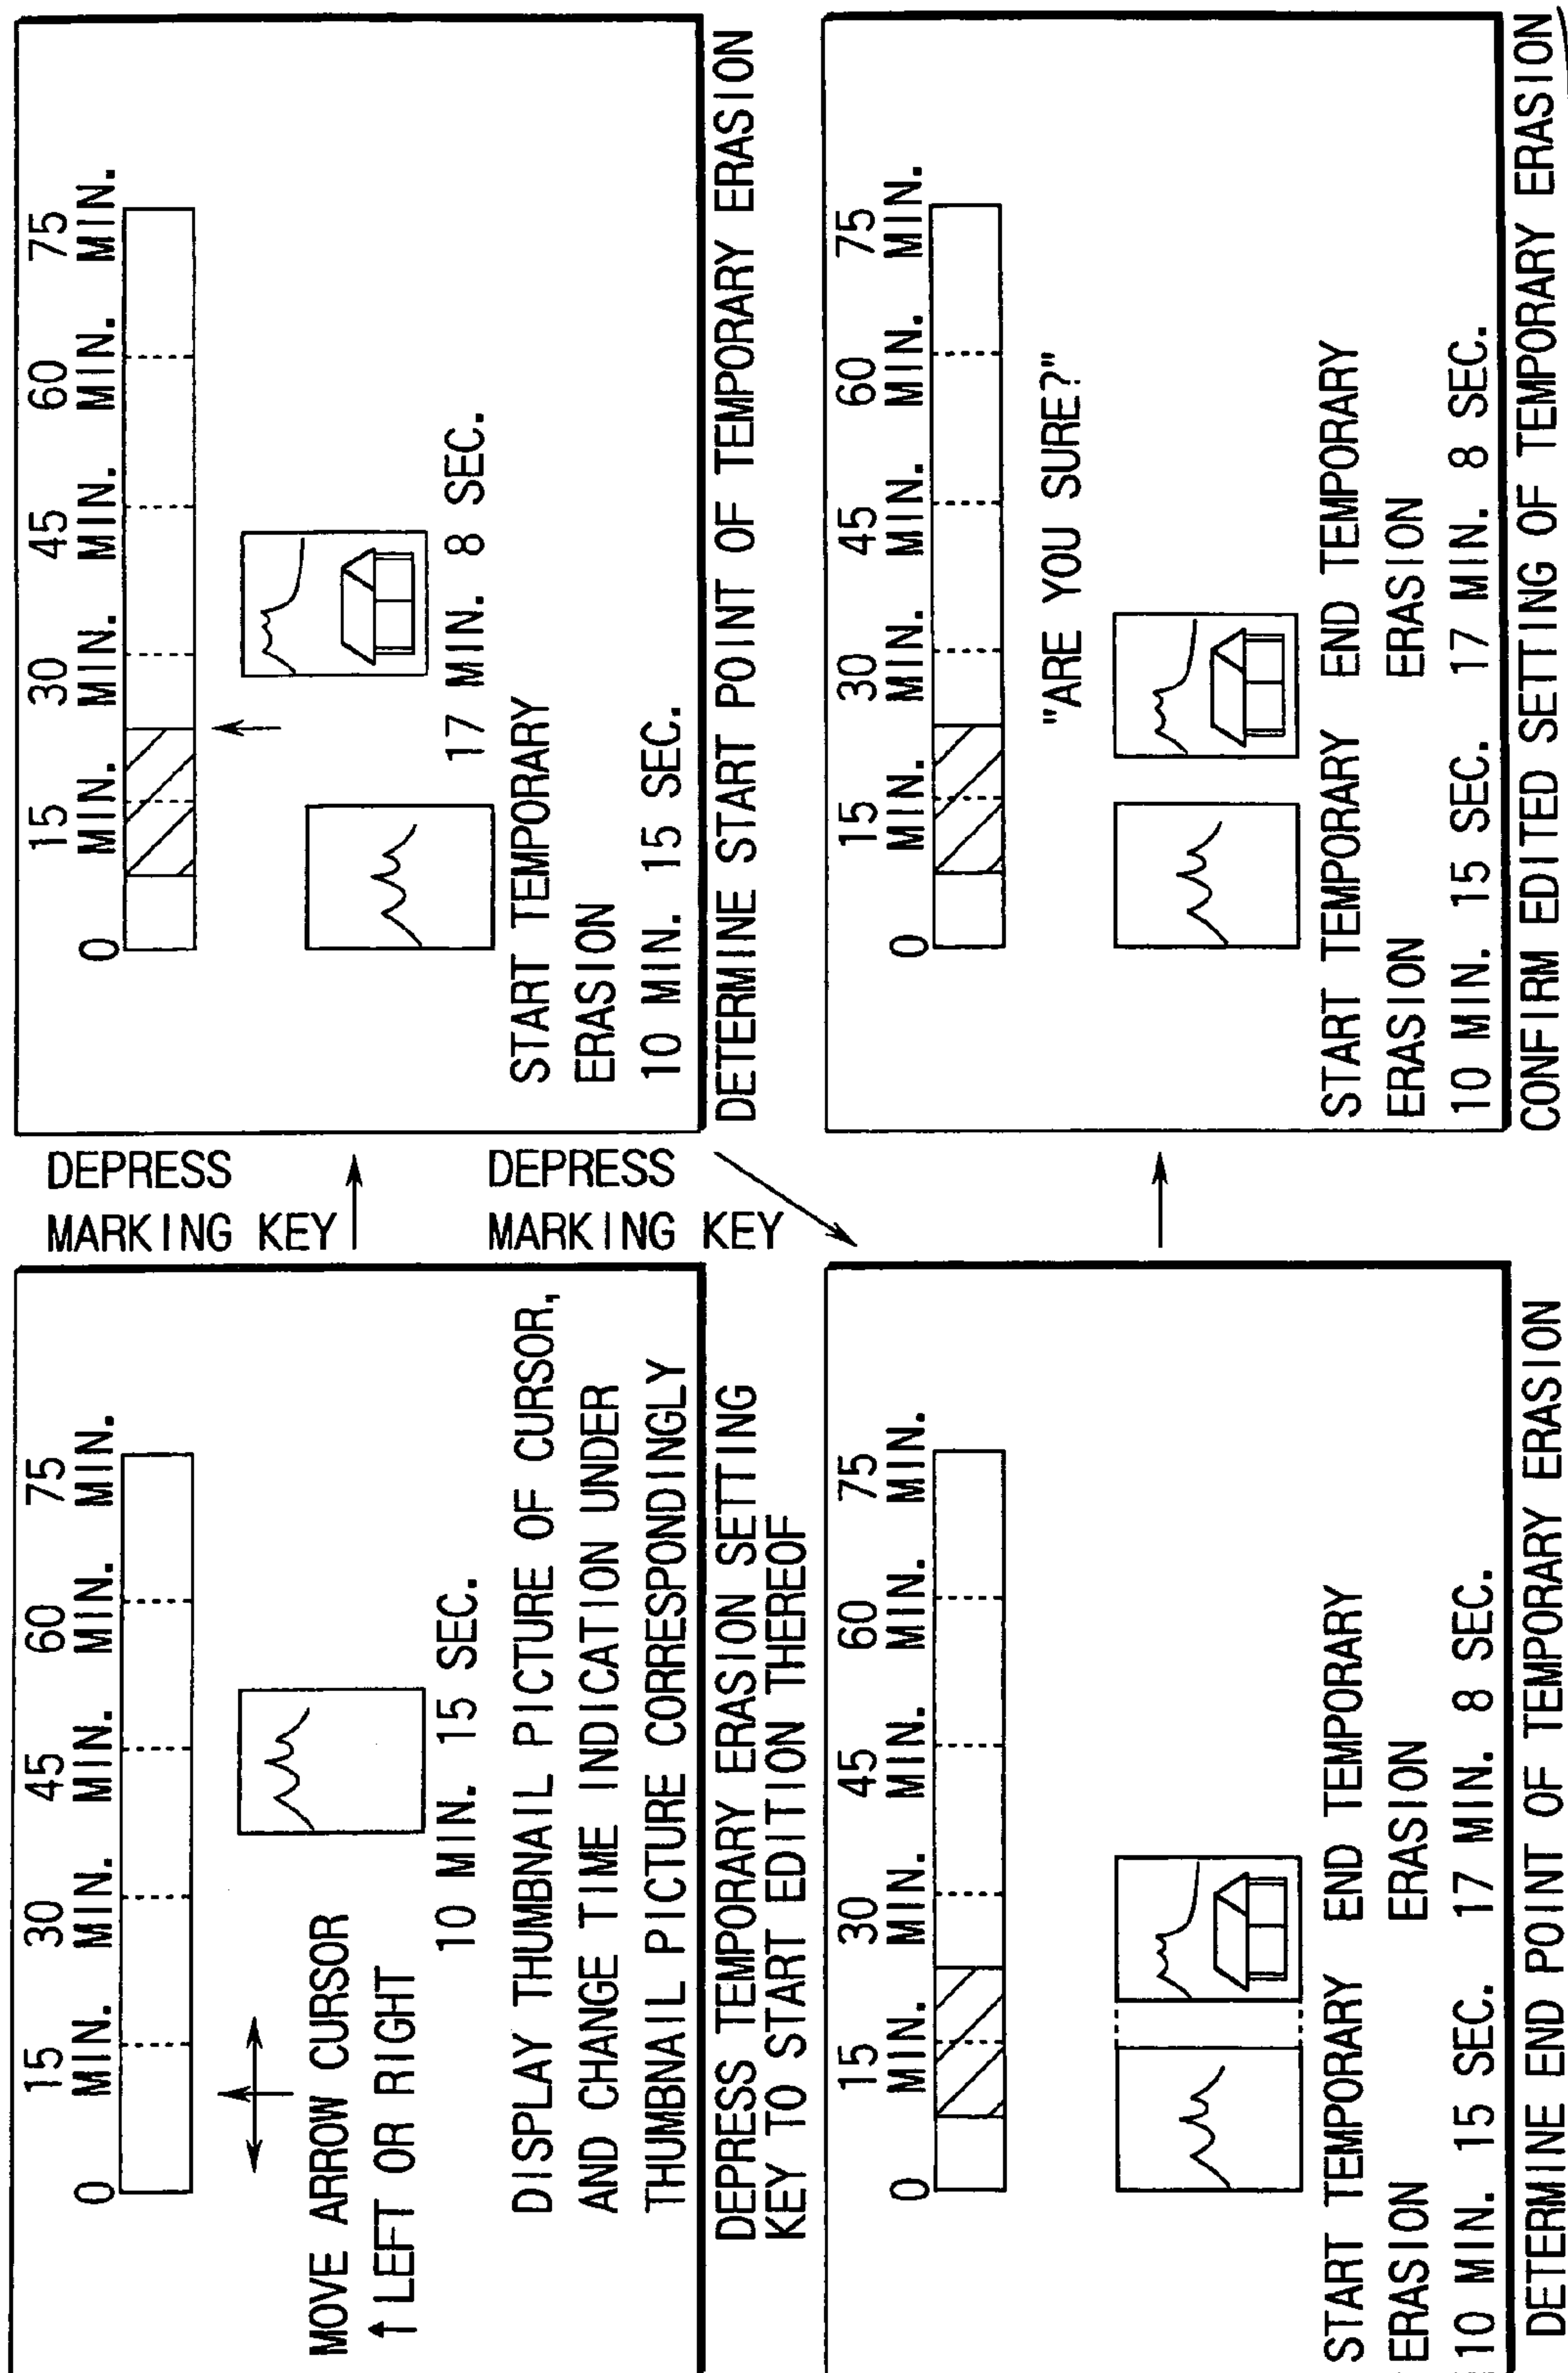 0 15 30 45 60 75
MIN. MIN. MIN. MIN. MIN.
MOVE ARROW CURSOR
↑LEFT OR RIGHT
10 MIN. 15 SEC.
DISPLAY THUMBNAIL PICTURE OF CURSOR,
AND CHANGE TIME INDICATION UNDER
THUMBNAIL PICTURE CORRESPONDINGLY
DEPRESS TEMPORARY ERASION SETTING
KEY TO START EDITION THEREOF
DEPRESS
MARKING KEY
0 15 30 45 60 75
MIN. MIN. MIN. MIN. MIN.
17 MIN. 8 SEC.
START TEMPORARY
ERASION
10 MIN. 15 SEC.
DETERMINE START POINT OF TEMPORARY ERASION
DEPRESS
MARKING KEY
0 15 30 45 60 75
MIN. MIN. MIN. MIN. MIN.
START TEMPORARY END TEMPORARY
ERASION ERASION
10 MIN. 15 SEC. 17 MIN. 8 SEC.
DETERMINE END POINT OF TEMPORARY ERASION
0 15 30 45 60 75
MIN. MIN. MIN. MIN. MIN.
"ARE YOU SURE?"
START TEMPORARY END TEMPORARY
ERASION ERASION
10 MIN. 15 SEC. 17 MIN. 8 SEC.
CONFIRM EDITED SETTING OF TEMPORARY ERASION